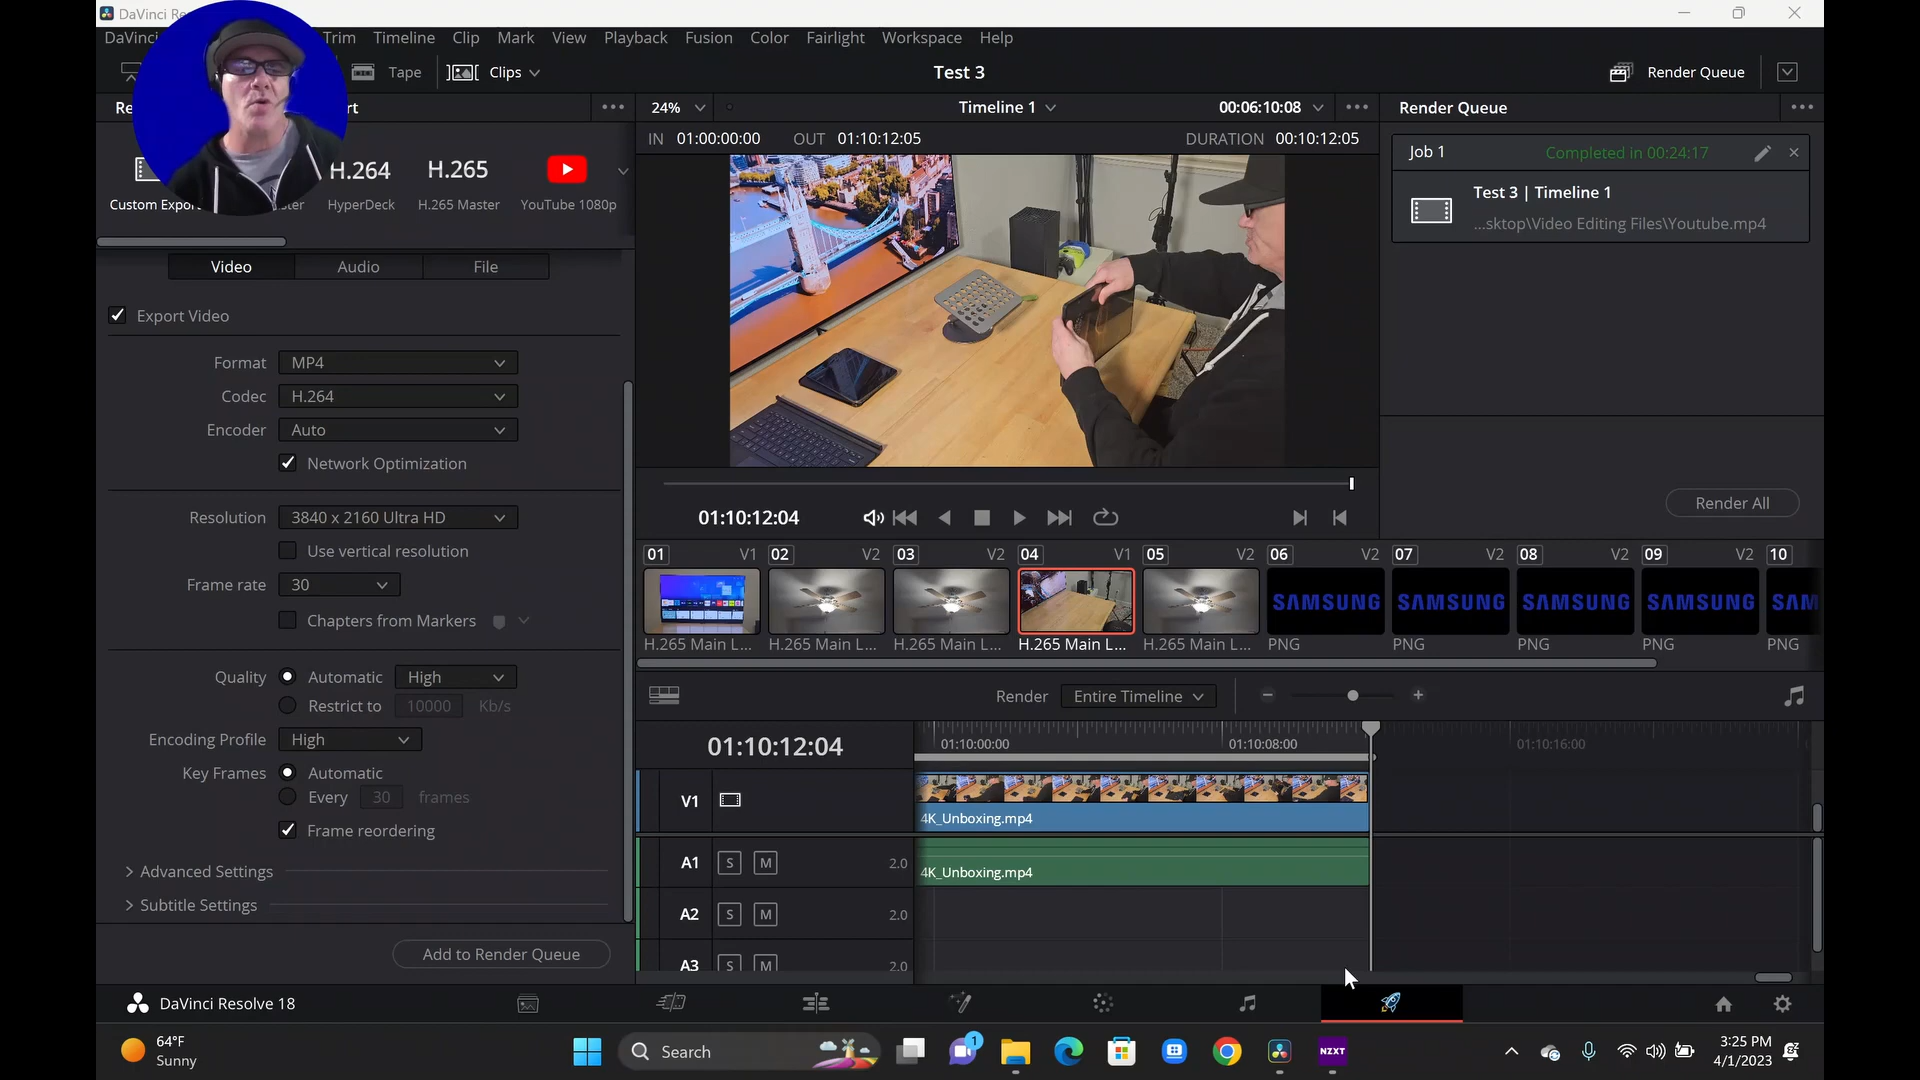 DaVinci Re
DaVinci
Trim Timeline Clip Mark View Playback Fusion Color Fairlight Workspace Help
Tape Clips Test 3 Render Queue
Re
rt
24% Timeline 1 00:06:10:08 Render Queue
IN 01:00:00:00 OUT 01:10:12:05 DURATION 00:10:12:05
Job 1 Completed in 00:24:17
H.264 H.265
Test 3 | Timeline 1
Custom Expor ster HyperDeck H.265 Master YouTube 1080p
...sktop\Video Editing Files\Youtube.mp4
Video Audio File
Export Video
Format MP4
Codec H.264
Encoder Auto
Network Optimization
Resolution 3840 x 2160 Ultra HD
Use vertical resolution
Frame rate 30
Chapters from Markers
Quality Automatic High
Restrict to 10000 Kb/s
Encoding Profile High
Key Frames Automatic
Every 30 frames
Frame reordering
Advanced Settings
Subtitle Settings
Add to Render Queue
01:10:12:04
Render All
01 V1 02 V2 03 V2 04 V1 05 V2 06 V2 07 V2 08 V2 09 V2 10
SAMSUNG SAMSUNG SAMSUNG SAMSUNG SAM
H.265 Main L... H.265 Main L... H.265 Main L... H.265 Main L... H.265 Main L... PNG PNG PNG PNG PNG
Render Entire Timeline
01:10:12:04 01:10:00:00 01:10:08:00 01:10:16:00
V1
4K_Unboxing.mp4
A1 S M 2.0
4K_Unboxing.mp4
A2 S M 2.0
A3 S M 2.0
DaVinci Resolve 18
64°F
Sunny
Search
1
NZXT
3:25 PM
4/1/2023